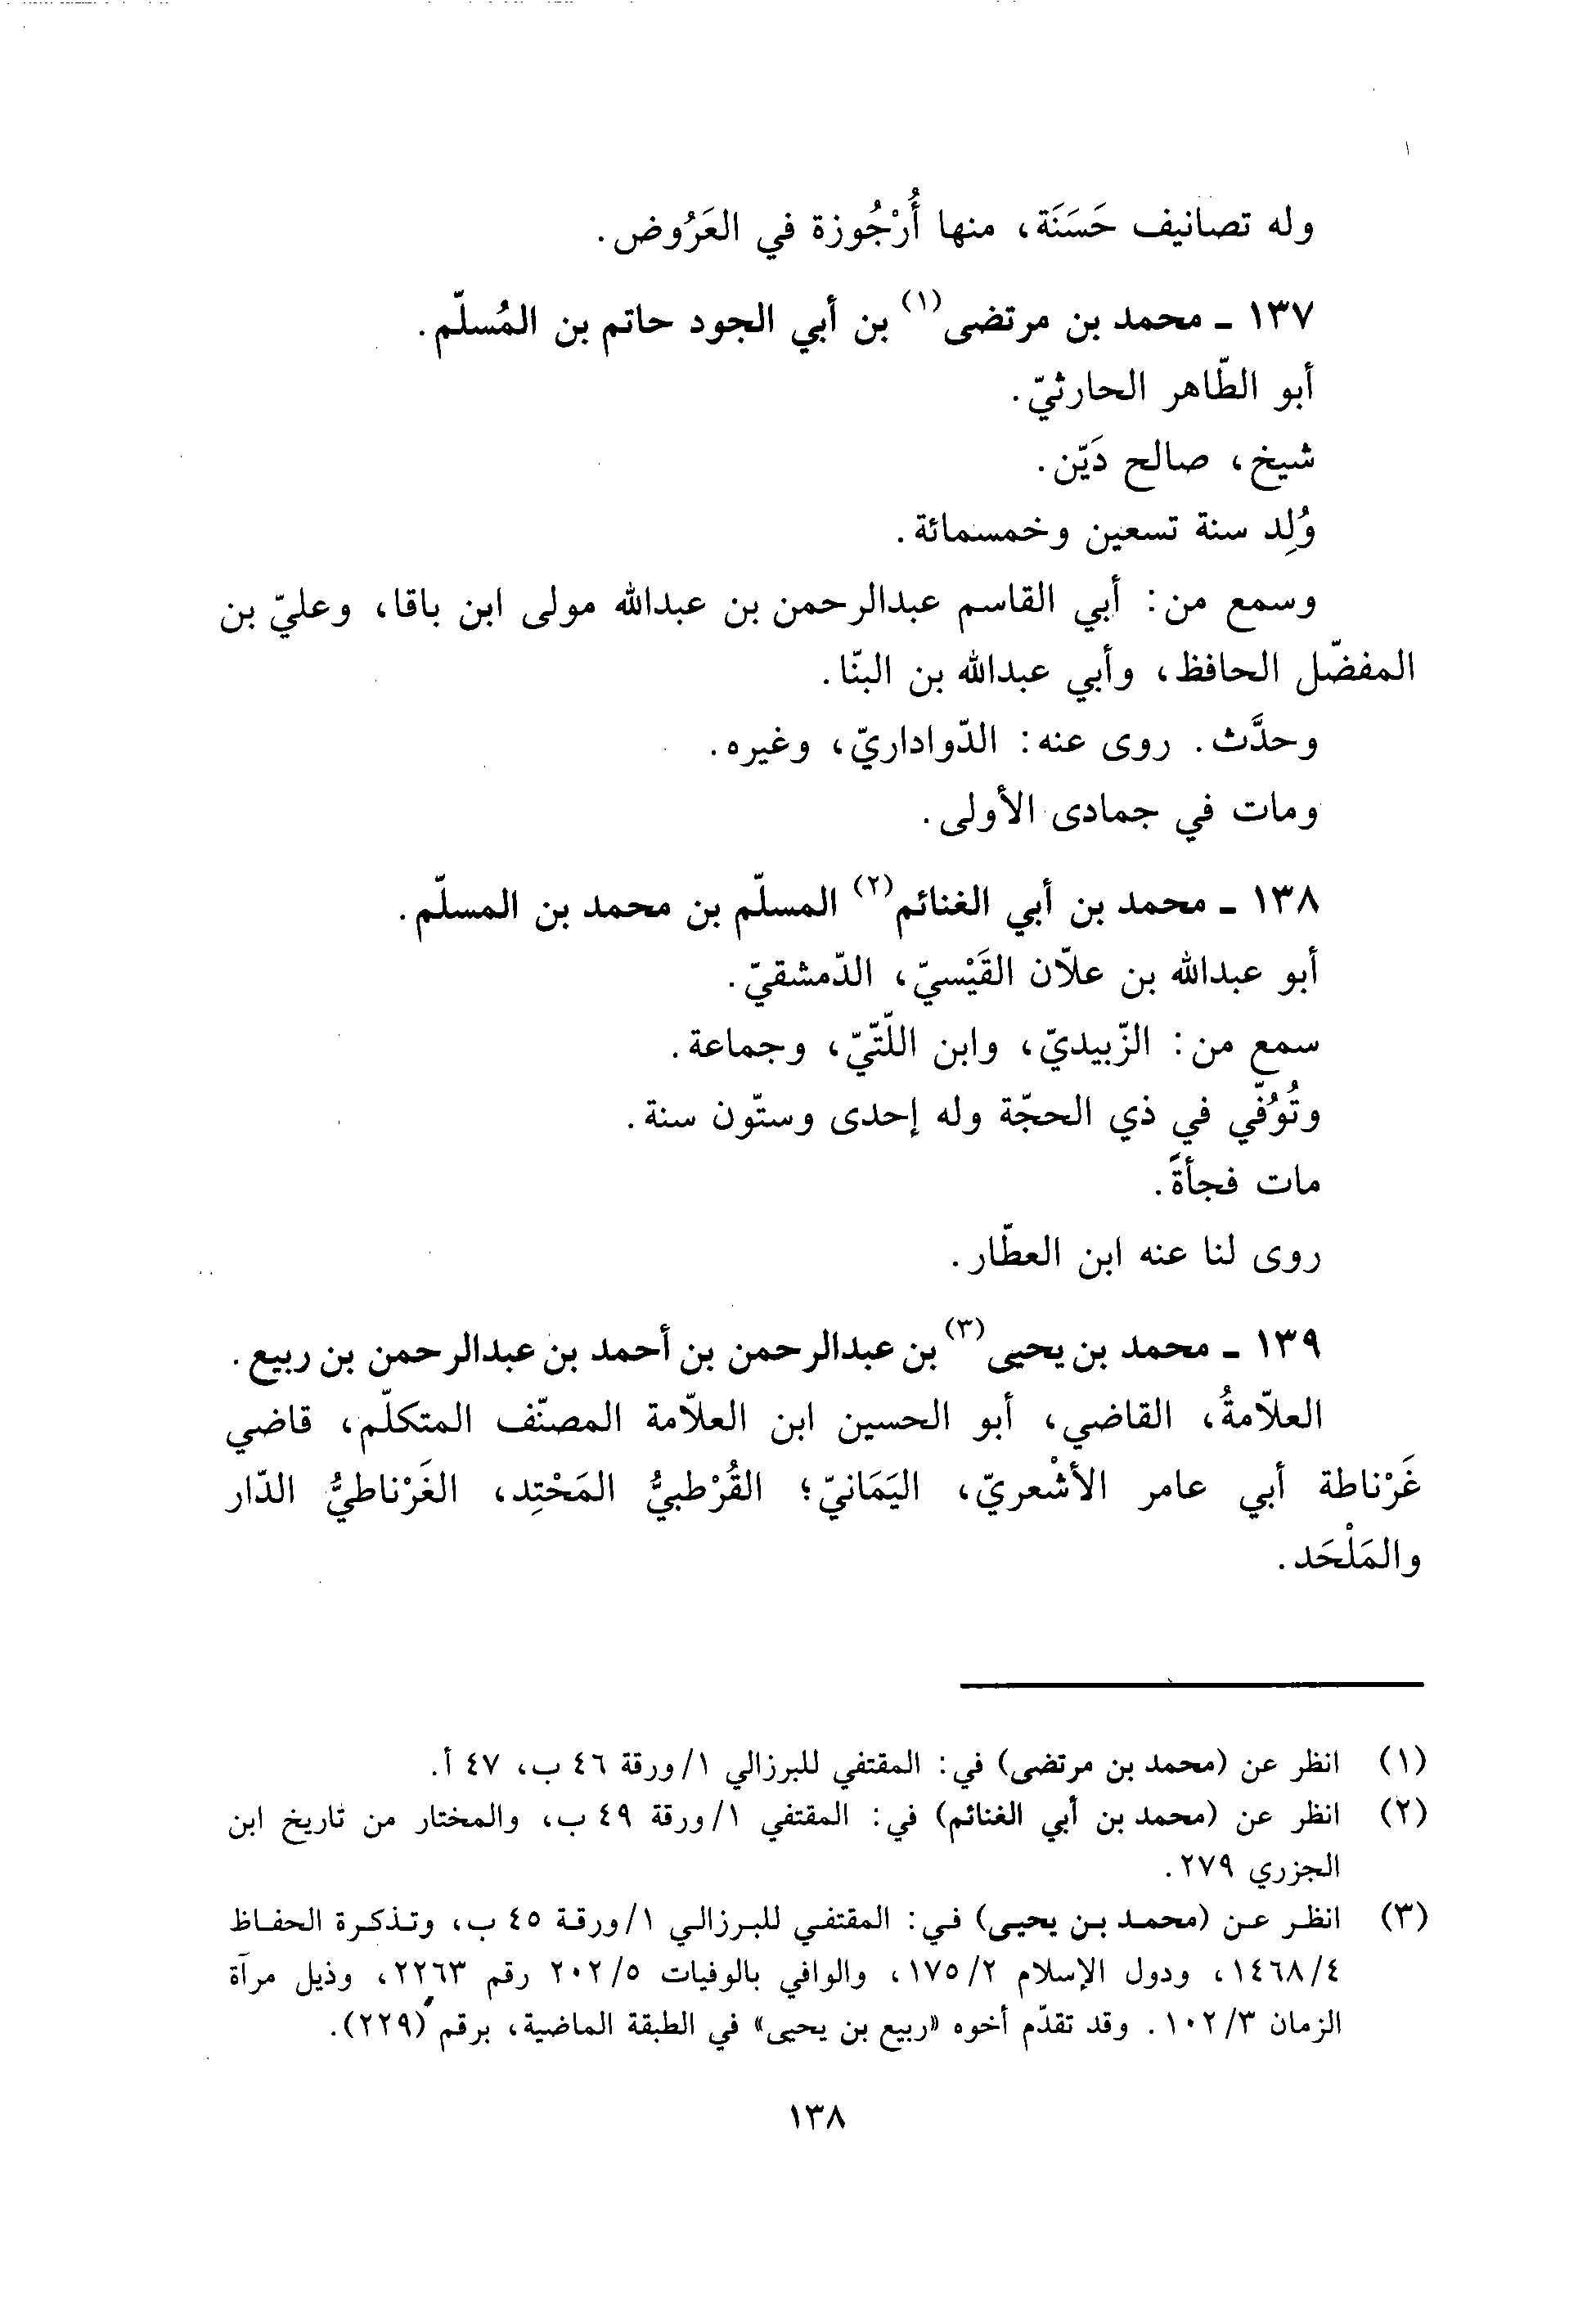 وله تصانيف حَسَنَة، منها أُرْجُوزة في العَرُوض.
١٣٧ ـ محمد بن مرتضى(١) بن أبي الجود حاتم بن المُسلّم.
أبو الطّاهر الحارثيّ.
شيخ، صالح دَيّن.
وُلِد سنة تسعين وخمسمائة.
وسمع من: أبي القاسم عبدالرحمن بن عبدالله مولى ابن باقا، وعليّ بن
المفضّل الحافظ، وأبي عبدالله بن البنّا.
وحدَّث. روى عنه: الدّواداريّ، وغيره.
ومات في جمادى الأولى.
١٣٨ ـ محمد بن أبي الغنائم(٢) المسلّم بن محمد بن المسلّم.
أبو عبدالله بن علاّن القَيْسيّ، الدّمشقيّ.
سمع من: الزّبيديّ، وابن اللّتّيّ، وجماعة.
وتُوُفّي في ذي الحجّة وله إحدى وستّون سنة.
مات فجأةً.
روى لنا عنه ابن العطّار.
١٣٩ ـ محمد بن يحيى(٣) بن عبدالرحمن بن أحمد بن عبدالرحمن بن ربيع.
العلاّمةُ، القاضي، أبو الحسين ابن العلاّمة المصنّف المتكلّم، قاضي
غَرْناطة أبي عامر الأشْعريّ، اليَمَانيّ؛ القُرْطبيُّ المَحْتِد، الغَرْناطيُّ الدّار
والمَلْحَد.
(١) انظر عن (محمد بن مرتضى) في: المقتفي للبرزالي ١/ورقة ٤٦ ب، ٤٧ أ.
(٢) انظر عن (محمد بن أبي الغنائم) في: المقتفي ١/ورقة ٤٩ ب، والمختار من تاريخ ابن
الجزري ٢٧٩.
(٣) انظر عن (محمد بن يحيى) في: المقتفي للبرزالي ١/ورقة ٤٥ ب، وتذكرة الحفاظ
١٤٦٨/٤، ودول الإسلام ١٧٥/٢، والوافي بالوفيات ٢٠٢/٥ رقم ٢٢٦٣، وذيل مرآة
الزمان ١٠٢/٣. وقد تقدّم أخوه «ربيع بن يحيى» في الطبقة الماضية، برقم (٢٢٩).
١٣٨